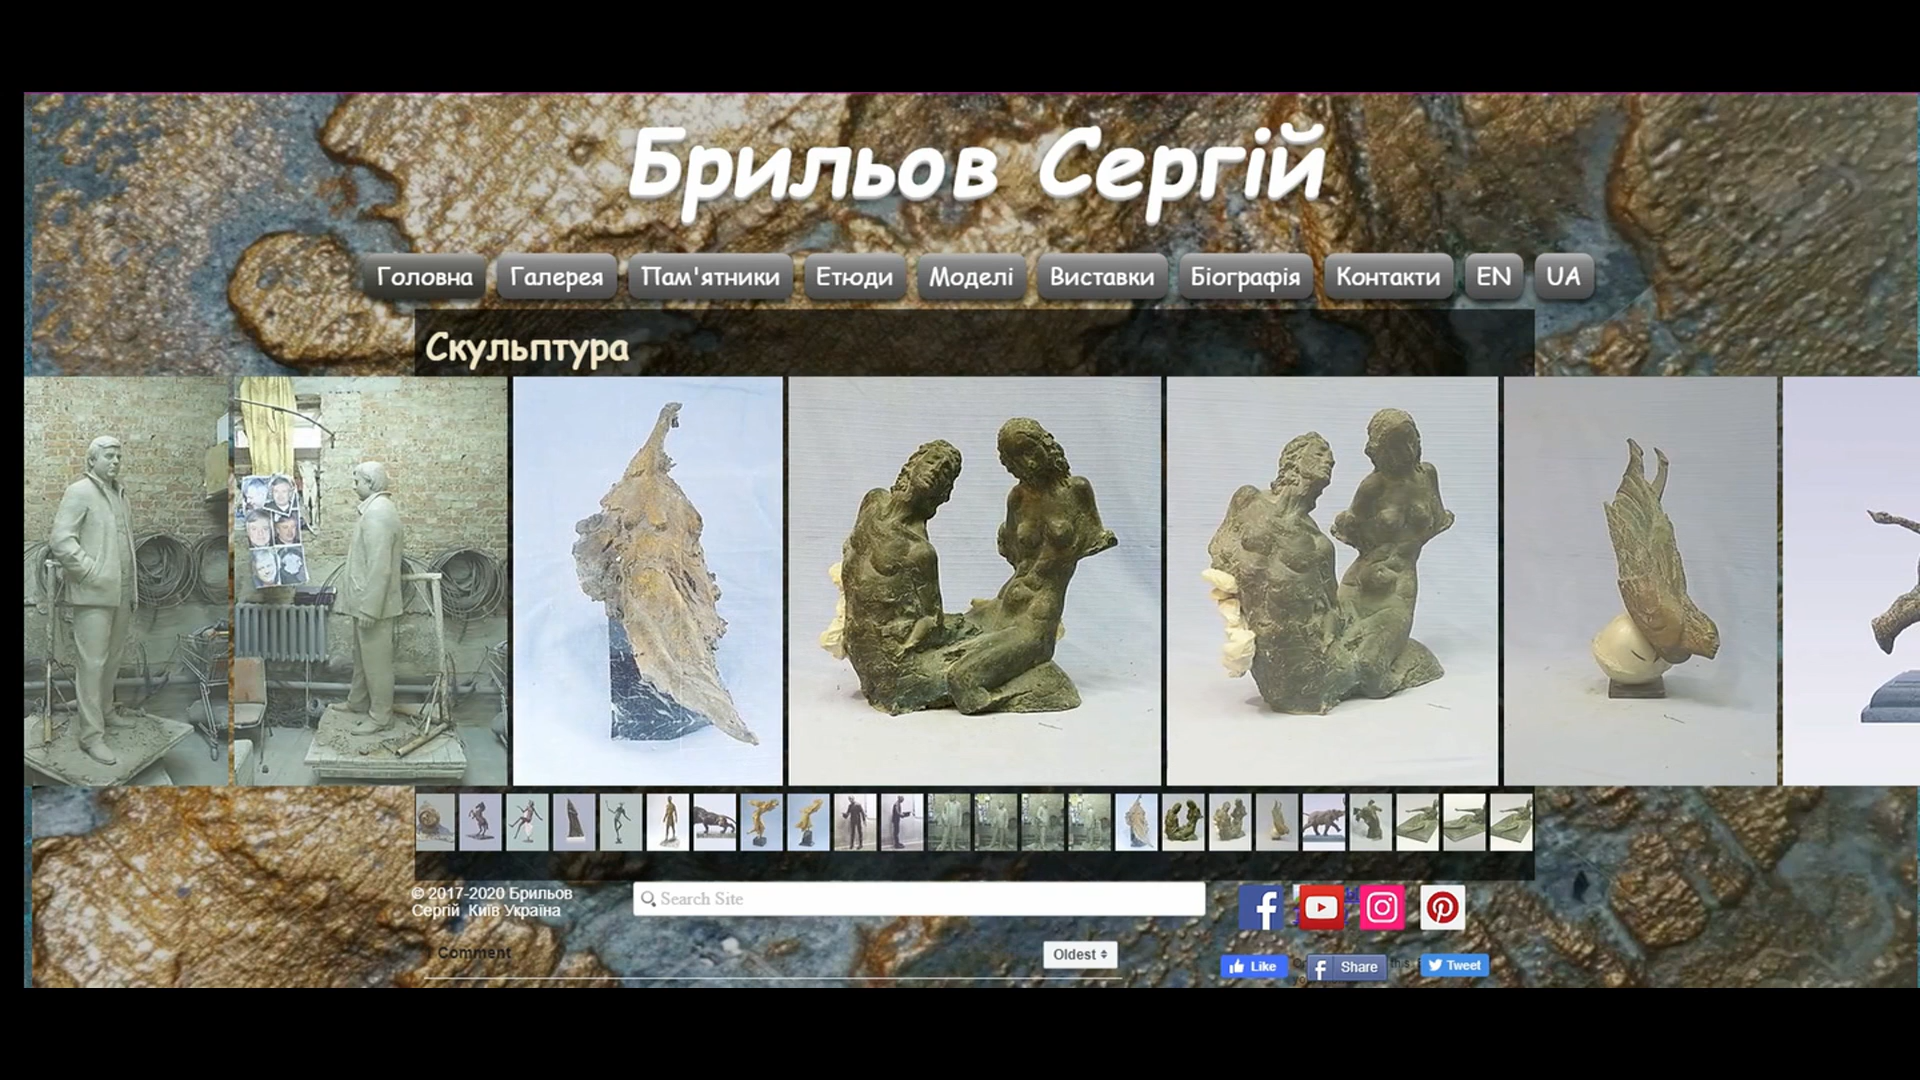 Брильов Сергій
Головна Галерея Пам'ятники Етюди Моделі Виставки Біографія Контакти EN UA
Скульптура
© 2017-2020 Брильов
Сергій Київ Україна
Search Site
Comment
Oldest
Like Share Tweet